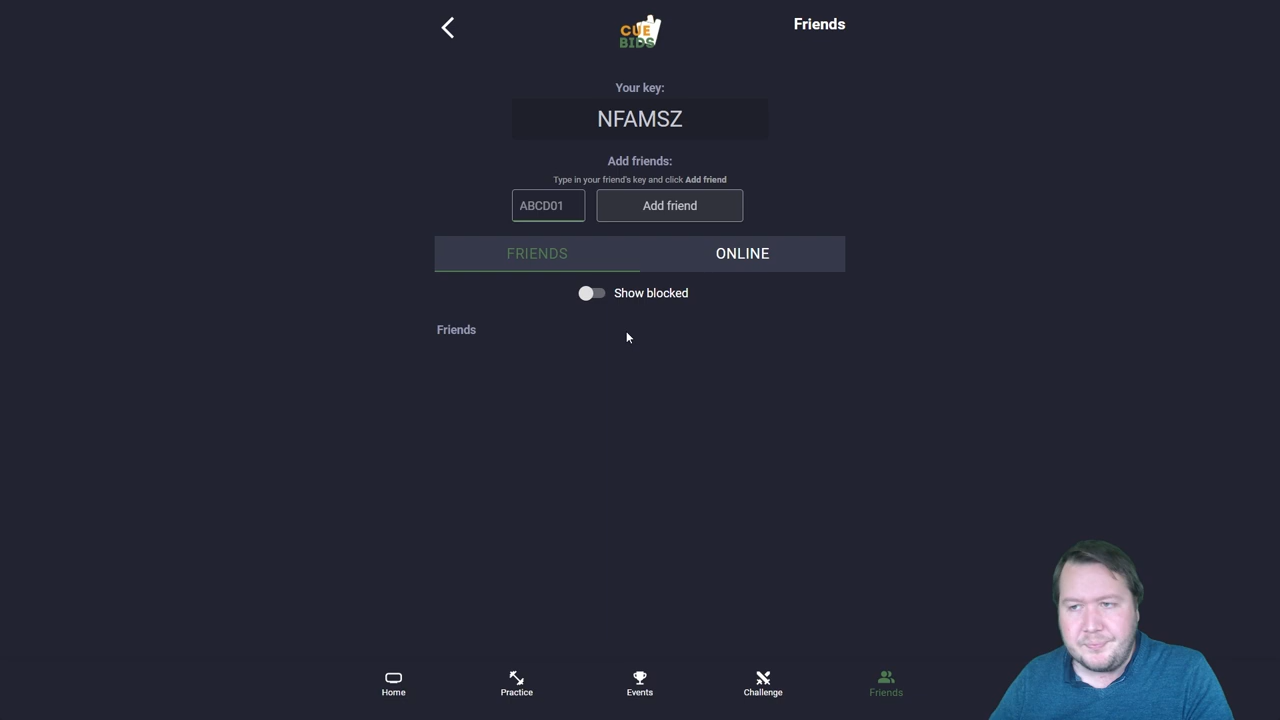 CUE
BIDS
Friends
Your key:
NFAMSZ
Add friends:
Type in your friend's key and click Add friend
ABCD01
Add friend
FRIENDS
ONLINE
Show blocked
Friends
Home
Practice
Events
Challenge
Friends